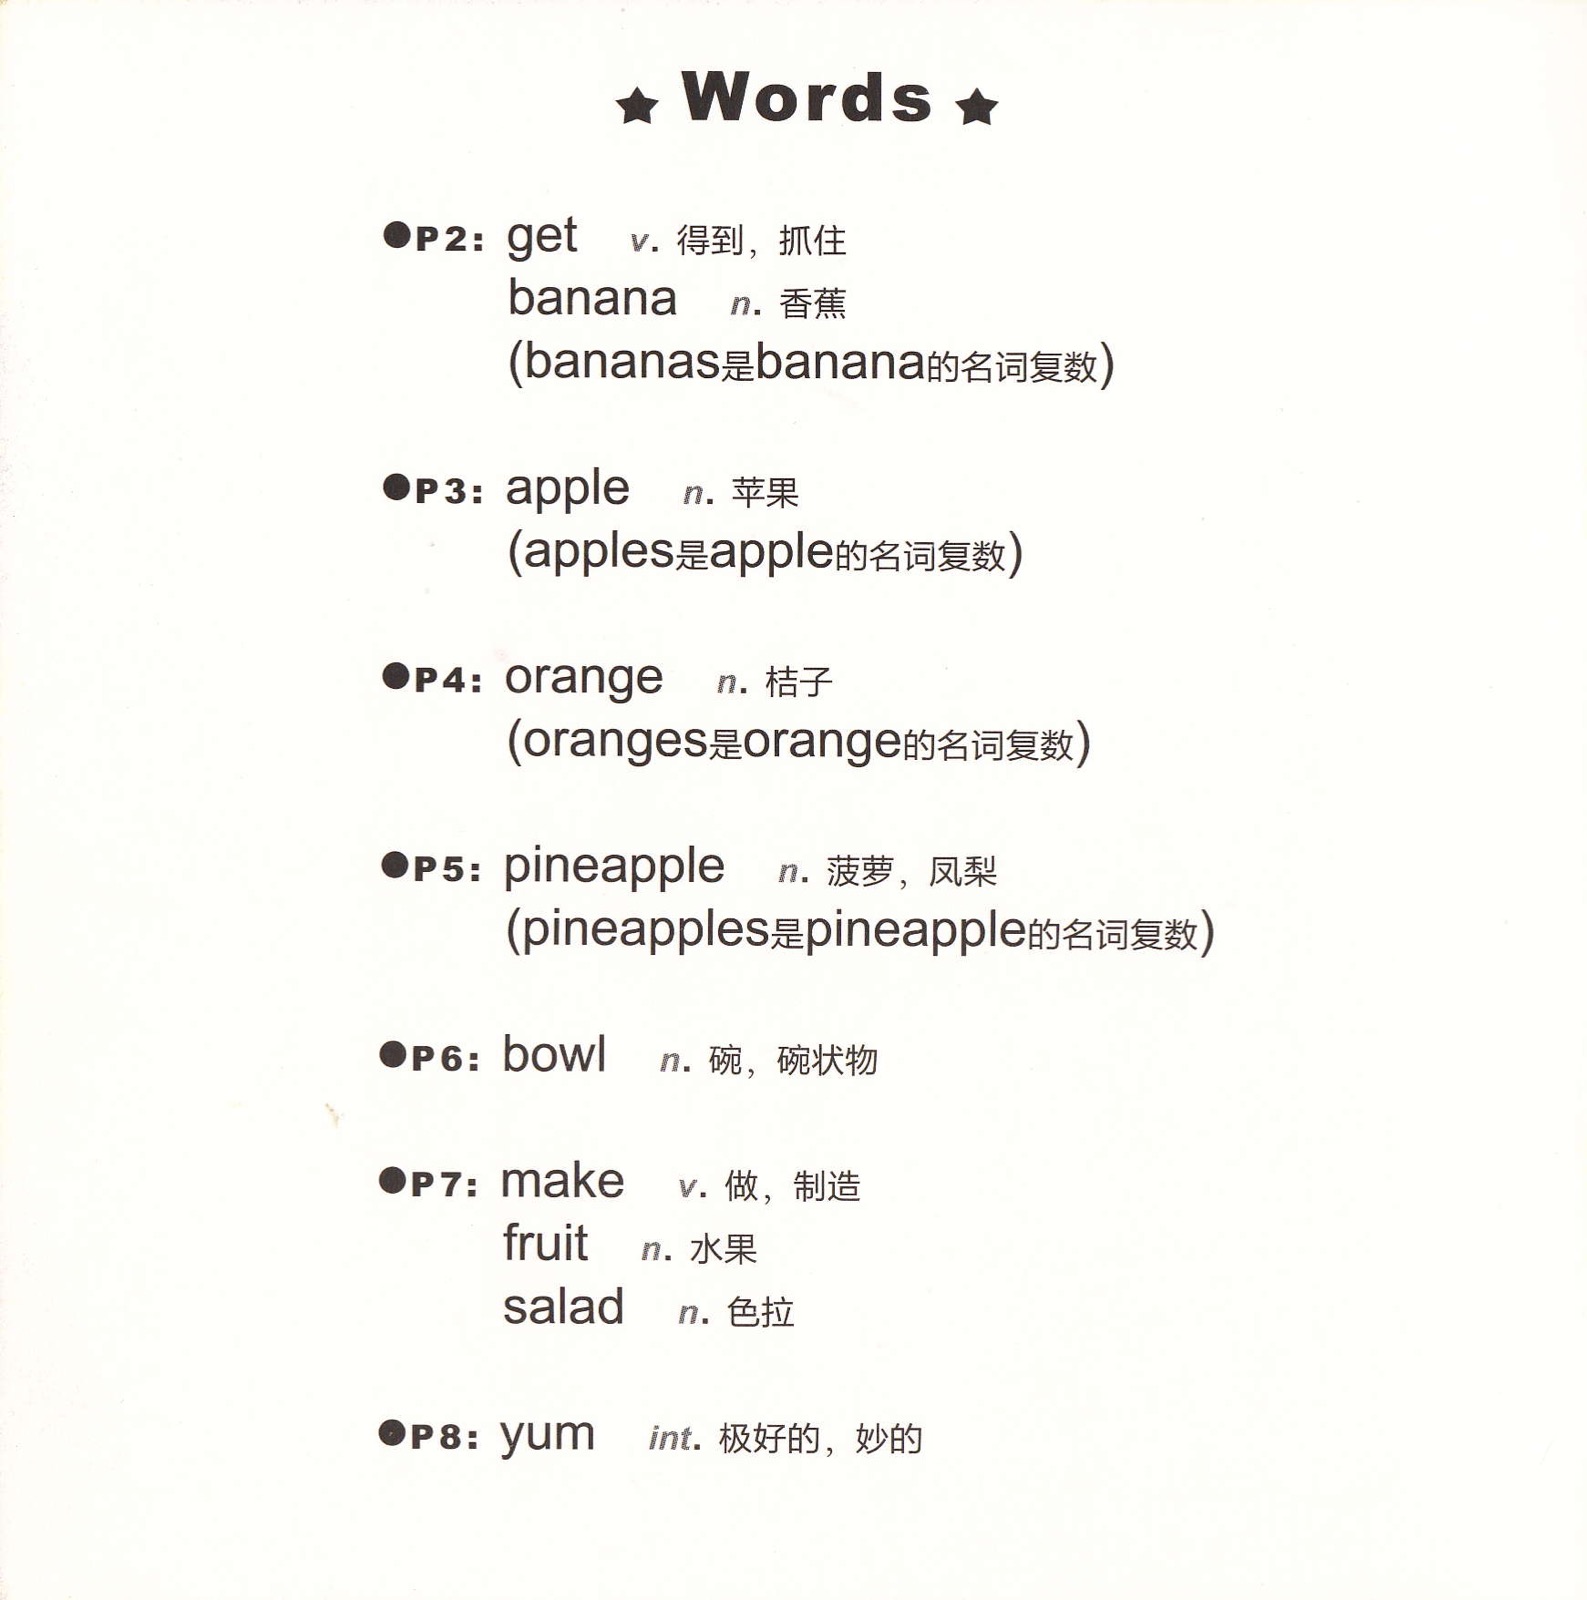 ★ Words ★
●P2: get v. 得到，抓住
banana n. 香蕉
(bananas是banana的名词复数)
●P3: apple n. 苹果
(apples是apple的名词复数)
●P4: orange n. 桔子
(oranges是orange的名词复数)
●P5: pineapple n. 菠萝，凤梨
(pineapples是pineapple的名词复数)
●P6: bowl n. 碗，碗状物
●P7: make v. 做，制造
fruit n. 水果
salad n. 色拉
●P8: yum int. 极好的，妙的